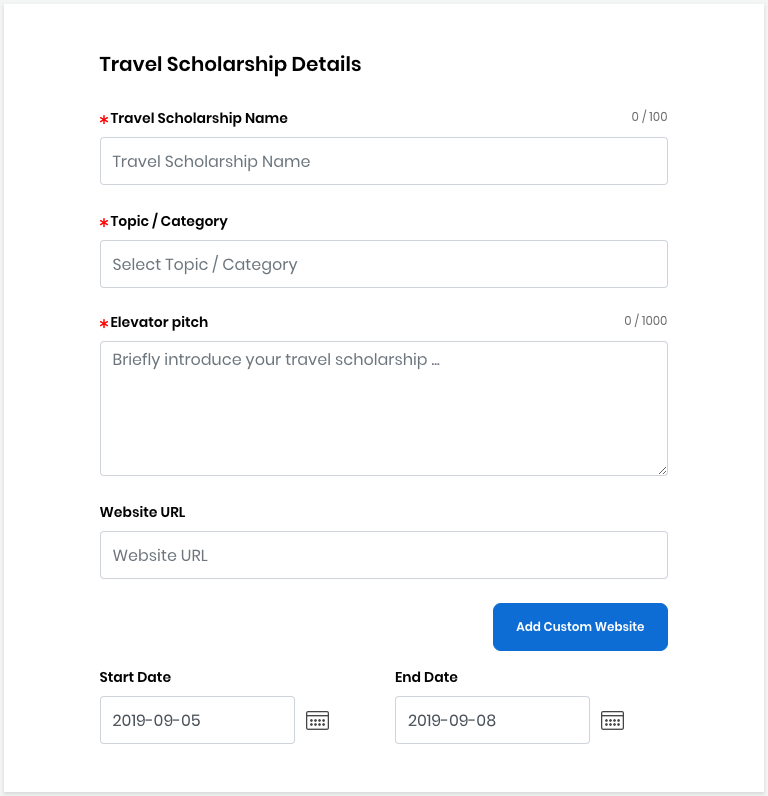 Travel Scholarship Details
* Travel Scholarship Name 0 / 100
Travel Scholarship Name
* Topic / Category
Select Topic / Category
* Elevator pitch 0 / 1000
Briefly introduce your travel scholarship ...
Website URL
Website URL
Add Custom Website
Start Date End Date
2019-09-05 2019-09-08